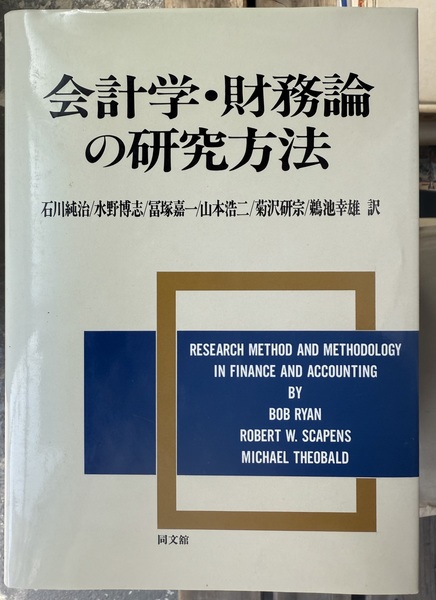 会計学・財務論
の研究方法
石川純治/水野博志/冨塚嘉一/山本浩二/菊沢研宗/鵜池幸雄 訳
RESEARCH METHOD AND METHODOLOGY
IN FINANCE AND ACCOUNTING
BY
BOB RYAN
ROBERT W. SCAPENS
MICHAEL THEOBALD
同文舘